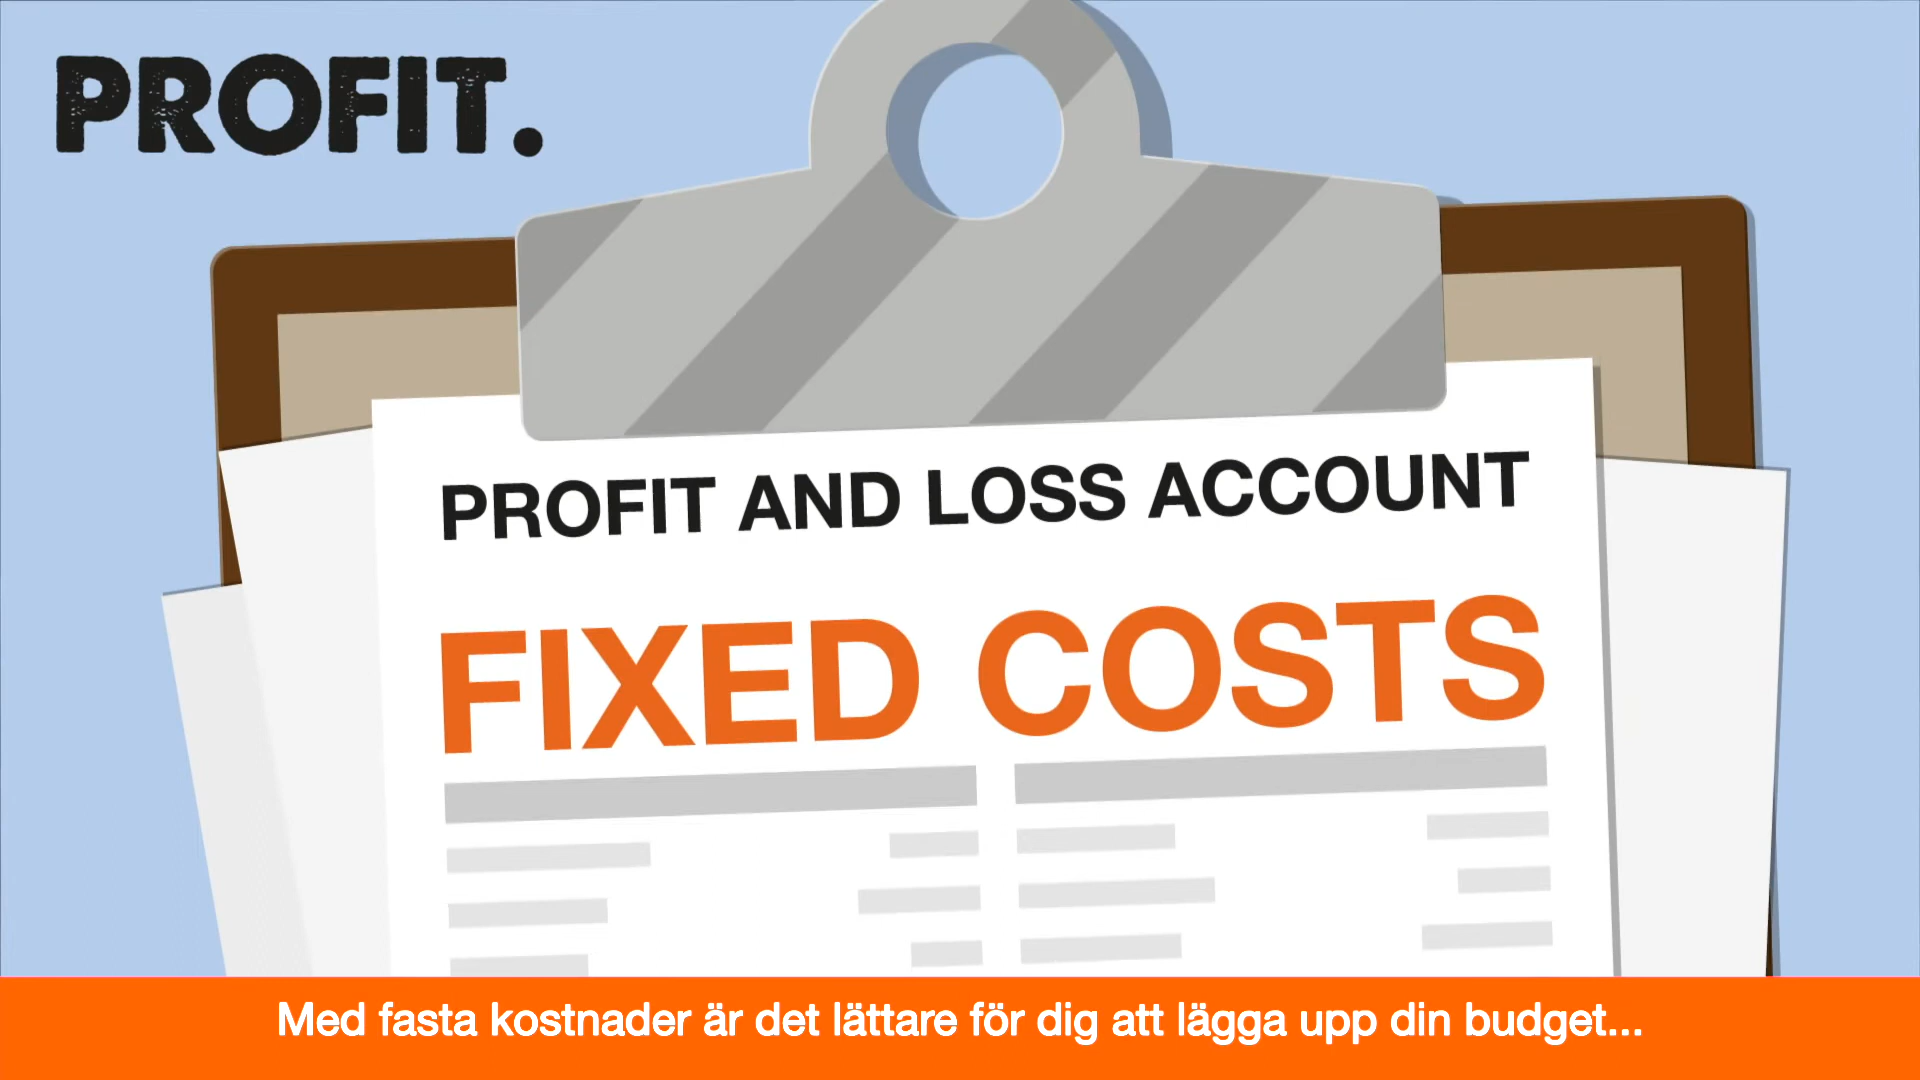 PROFIT.
PROFIT AND LOSS ACCOUNT
FIXED COSTS
Med fasta kostnader är det lättare för dig att lägga upp din budget...